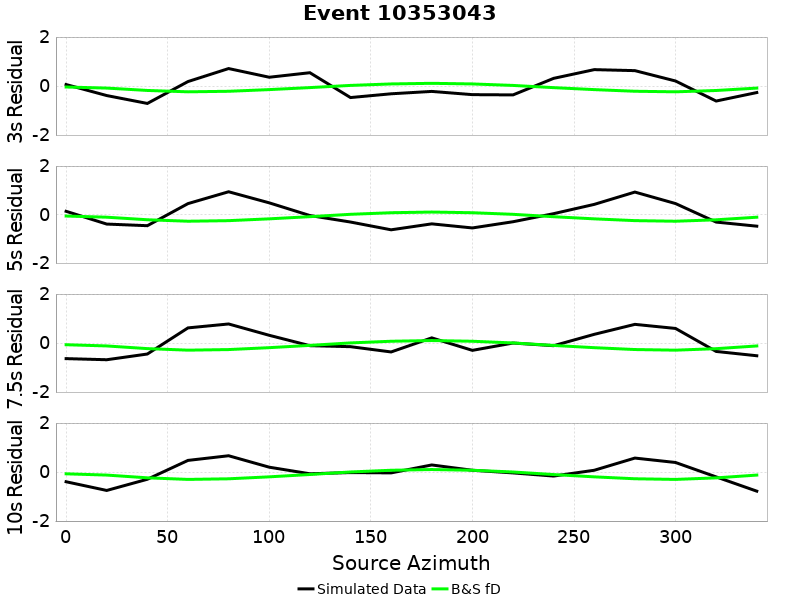 Event 10353043
3s Residual
2
0
-2
5s Residual
2
0
-2
7.5s Residual
2
0
-2
10s Residual
2
0
-2
0 50 100 150 200 250 300
Source Azimuth
Simulated Data B&S fD